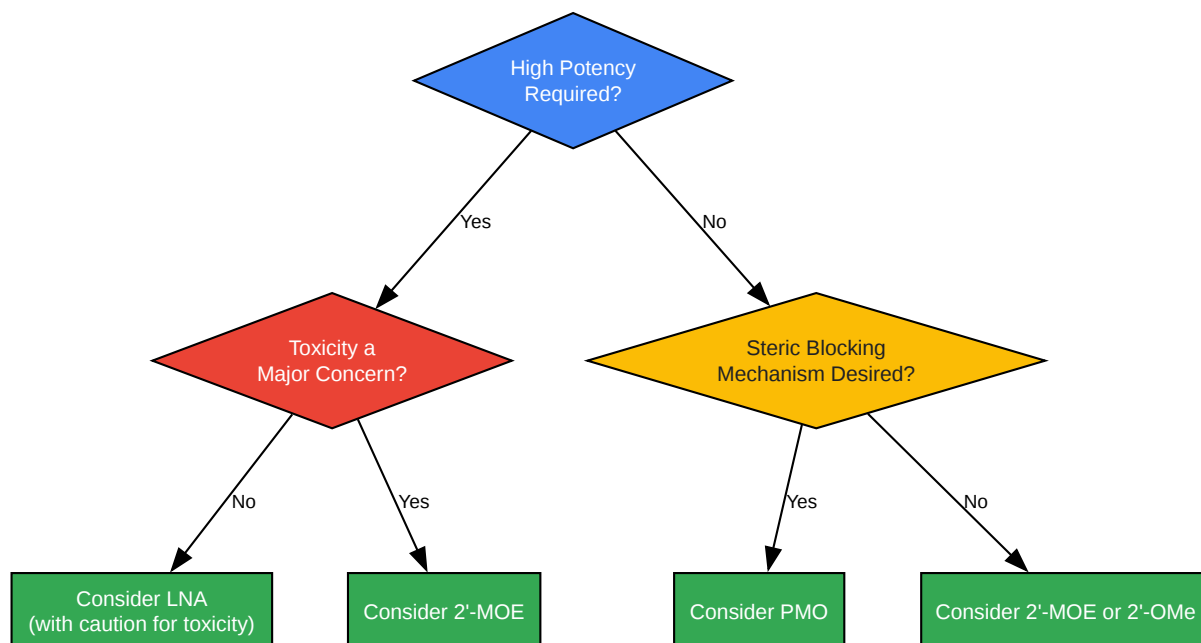 High Potency
Required?
Yes
No
Toxicity a
Major Concern?
Steric Blocking
Mechanism Desired?
No
Yes
Yes
No
Consider LNA
(with caution for toxicity)
Consider 2'-MOE
Consider PMO
Consider 2'-MOE or 2'-OMe